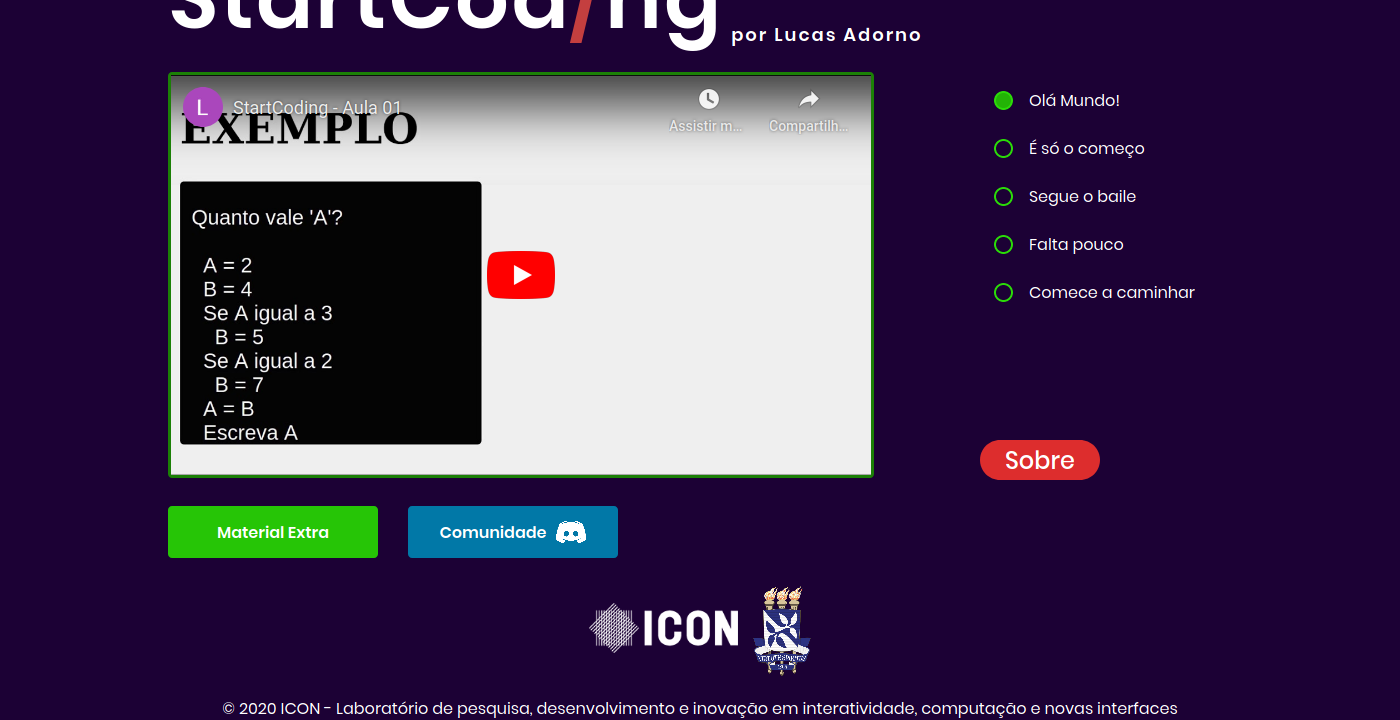 StartCod/ng
por Lucas Adorno
L
StartCoding - Aula 01
Assistir m...
Compartilh...
EXEMPLO
Quanto vale 'A'?
A = 2
B = 4
Se A igual a 3
B = 5
Se A igual a 2
B = 7
A = B
Escreva A
Olá Mundo!
É só o começo
Segue o baile
Falta pouco
Comece a caminhar
Sobre
Material Extra
Comunidade
ICON
© 2020 ICON - Laboratório de pesquisa, desenvolvimento e inovação em interatividade, computação e novas interfaces